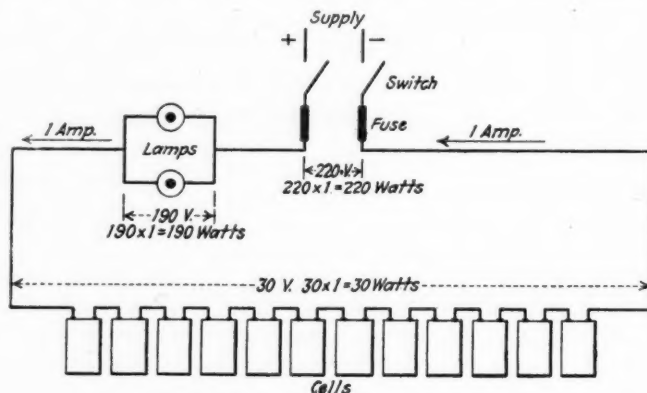 Supply
+ −
Switch
Fuse
1 Amp.
Lamps
1 Amp.
220 V.
220 x 1 = 220 Watts
190 V.
190 x 1 = 190 Watts
30 V. 30 x 1 = 30 Watts
Cells